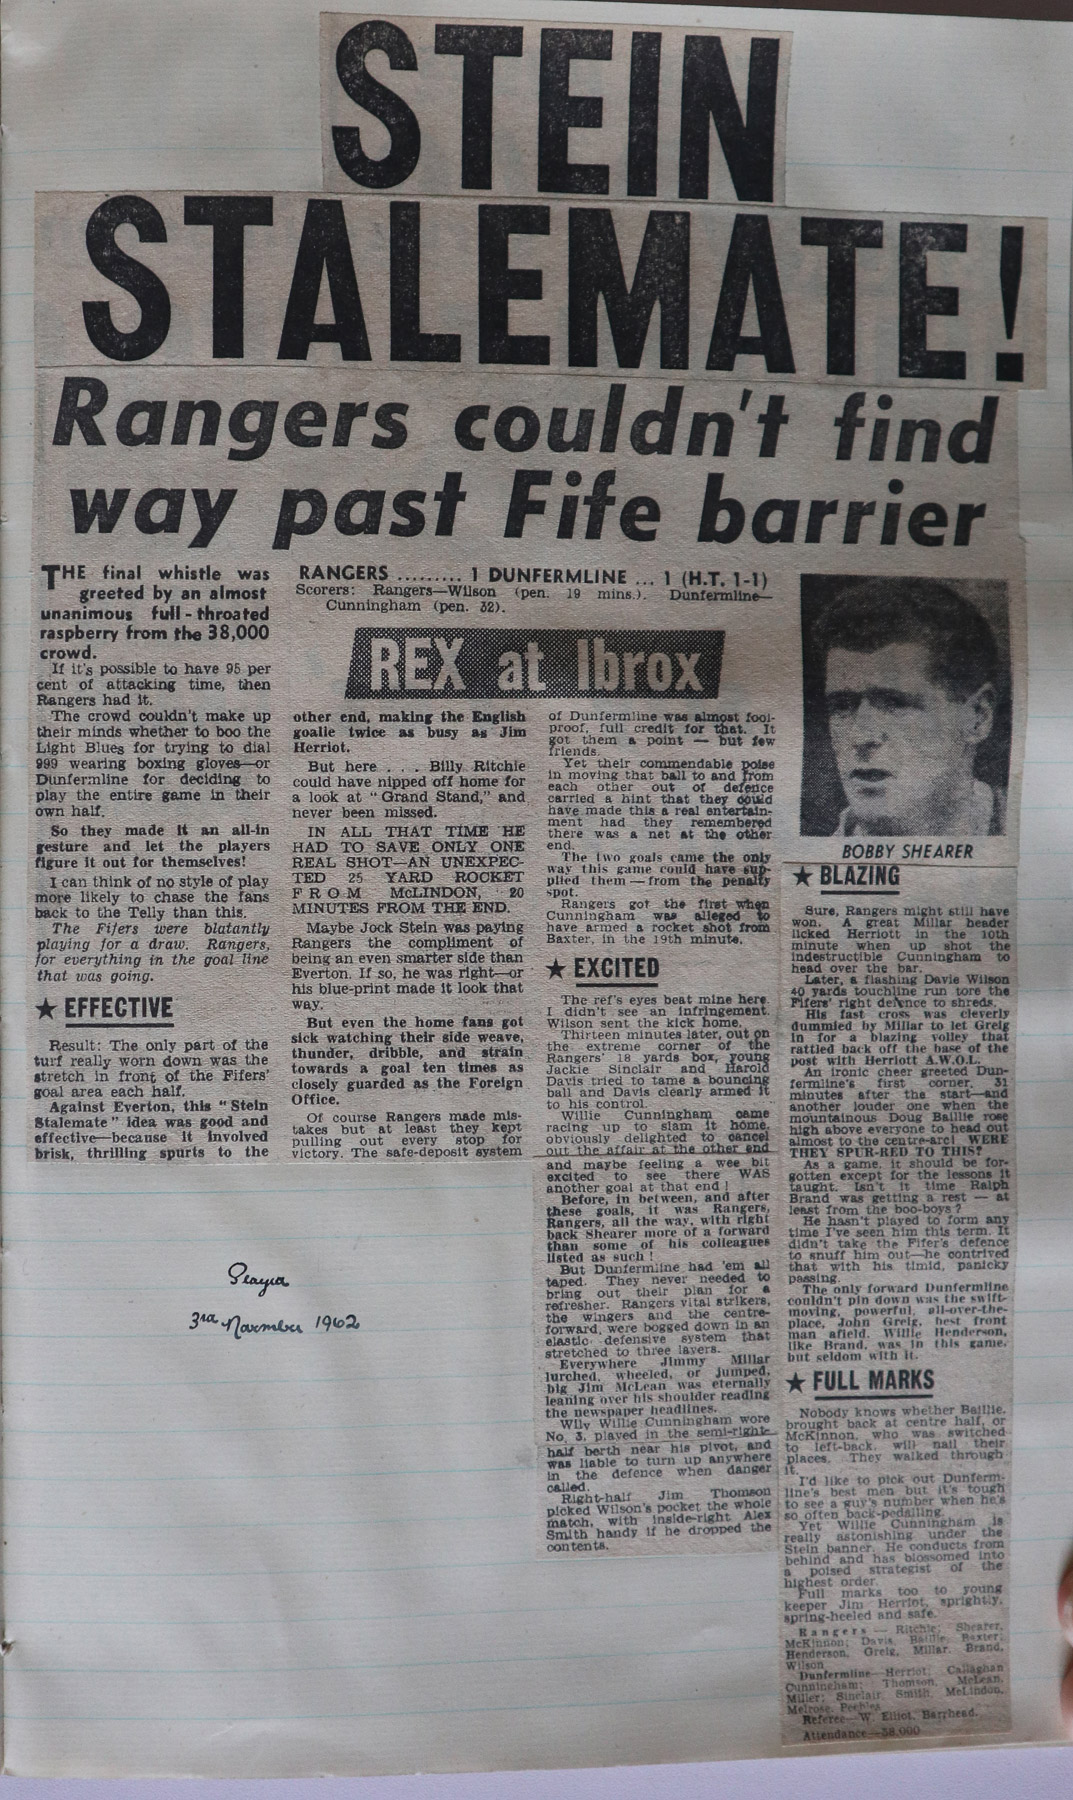 STEIN
STALEMATE!
Rangers couldn't find
way past Fife barrier
THE final whistle was
greeted by an almost
unanimous full-throated
raspberry from the 38,000
crowd.
If it's possible to have 95 per
cent of attacking time, then
Rangers had it.
The crowd couldn't make up
their minds whether to boo the
Light Blues for trying to dial
999 wearing boxing gloves—or
Dunfermline for deciding to
play the entire game in their
own half.
So they made it an all-in
gesture and let the players
figure it out for themselves!
I can think of no style of play
more likely to chase the fans
back to the Telly than this.
The Fifers were blatantly
playing for a draw. Rangers,
for everything in the goal line
that was going.
★ EFFECTIVE
Result: The only part of the
turf really worn down was the
stretch in front of the Fifers'
goal area each half.
Against Everton, this "Stein
Stalemate" idea was good and
effective—because it involved
brisk, thrilling spurts to the
RANGERS ......... 1 DUNFERMLINE ... 1 (H.T. 1-1)
Scorers: Rangers—Wilson (pen. 19 mins.). Dunfermline—
Cunningham (pen. 32).
REX at Ibrox
other end, making the English
goalie twice as busy as Jim
Herriot.
But here . . . Billy Ritchie
could have nipped off home for
a look at "Grand Stand," and
never been missed.
IN ALL THAT TIME HE
HAD TO SAVE ONLY ONE
REAL SHOT—AN UNEXPEC-
TED 25 YARD ROCKET
FROM McLINDON, 20
MINUTES FROM THE END.
Maybe Jock Stein was paying
Rangers the compliment of
being an even smarter side than
Everton. If so, he was right—or
his blue-print made it look that
way.
But even the home fans got
sick watching their side weave,
thunder, dribble, and strain
towards a goal ten times as
closely guarded as the Foreign
Office.
Of course Rangers made mis-
takes but at least they kept
pulling out every stop for
victory. The safe-deposit system
of Dunfermline was almost fool-
proof, full credit for that. It
got them a point — but few
friends.
Yet their commendable poise
in moving that ball to and from
each other out of defence
carried a hint that they could
have made this a real entertain-
ment had they remembered
there was a net at the other
end.
The two goals came the only
way this game could have sup-
plied them—from the penalty
spot.
Rangers got the first when
Cunningham was alleged to
have armed a rocket shot from
Baxter, in the 19th minute.
★ EXCITED
The ref's eyes beat mine here.
I didn't see an infringement.
Wilson sent the kick home.
Thirteen minutes later, out on
the extreme corner of the
Rangers' 18 yards box, young
Jackie Sinclair and Harold
Davis tried to tame a bouncing
ball and Davis clearly armed it
to his control.
Willie Cunningham came
racing up to slam it home,
obviously delighted to cancel
out the affair at the other end
and maybe feeling a wee bit
excited to see there WAS
another goal at that end!
Before, in between, and after
these goals, it was Rangers,
Rangers, all the way, with right
back Shearer more of a forward
than some of his colleagues
listed as such!
But Dunfermline had 'em all
taped. They never needed to
bring out their plan for a
refresher. Rangers vital strikers,
the wingers and the centre-
forward, were bogged down in an
elastic defensive system that
stretched to three layers.
Everywhere Jimmy Millar
lurched, wheeled, or jumped,
big Jim McLean was eternally
leaning over his shoulder reading
the newspaper headlines.
Wily Willie Cunningham wore
No. 3, played in the semi-right-
half berth near his pivot, and
was liable to turn up anywhere
in the defence when danger
called.
Right-half Jim Thomson
picked Wilson's pocket the whole
match, with inside-right Alex
Smith handy if he dropped the
contents.
BOBBY SHEARER
★ BLAZING
Sure, Rangers might still have
won. A great Millar header
licked Herriott in the 10th
minute when up shot the
indestructible Cunningham to
head over the bar.
Later, a flashing Davie Wilson
40 yards touchline run tore the
Fifers' right defence to shreds.
His fast cross was cleverly
dummied by Millar to let Greig
in for a blazing volley that
rattled back off the base of the
post with Herriott A.W.O.L.
An ironic cheer greeted Dun-
fermline's first corner, 31
minutes after the start—and
another louder one when the
mountainous Doug Baillie rose
high above everyone to head out
almost to the centre-arc! WERE
THEY SPUR-RED TO THIS?
As a game, it should be for-
gotten except for the lessons it
taught. Isn't it time Ralph
Brand was getting a rest — at
least from the boo-boys?
He hasn't played to form any
time I've seen him this term. It
didn't take the Fifer's defence
to snuff him out—he contrived
that with his timid, panicky
passing.
The only forward Dunfermline
couldn't pin down was the swift-
moving, powerful, all-over-the-
place, John Greig, best front
man afield. Willie Henderson,
like Brand, was in this game,
but seldom with it.
★ FULL MARKS
Nobody knows whether Baillie,
brought back at centre half, or
McKinnon, who was switched
to left-back, will nail their
places. They walked through
it.
I'd like to pick out Dunferm-
line's best men but it's tough
to see a guy's number when he's
so often back-pedalling.
Yet Willie Cunningham is
really astonishing under the
Stein banner. He conducts from
behind and has blossomed into
a poised strategist of the
highest order.
Full marks too to young
keeper Jim Herriot, sprightly,
spring-heeled and safe.
Rangers — Ritchie; Shearer,
McKinnon; Davis, Baillie, Baxter;
Henderson, Greig, Millar, Brand,
Wilson
Dunfermline—Herriot; Callaghan
Cunningham; Thomson, McLean,
Miller; Sinclair, Smith, McLindon,
Melrose, Peebles
Referee—W. Elliot, Barrhead.
Attendance—38,000
Played
3rd November 1962